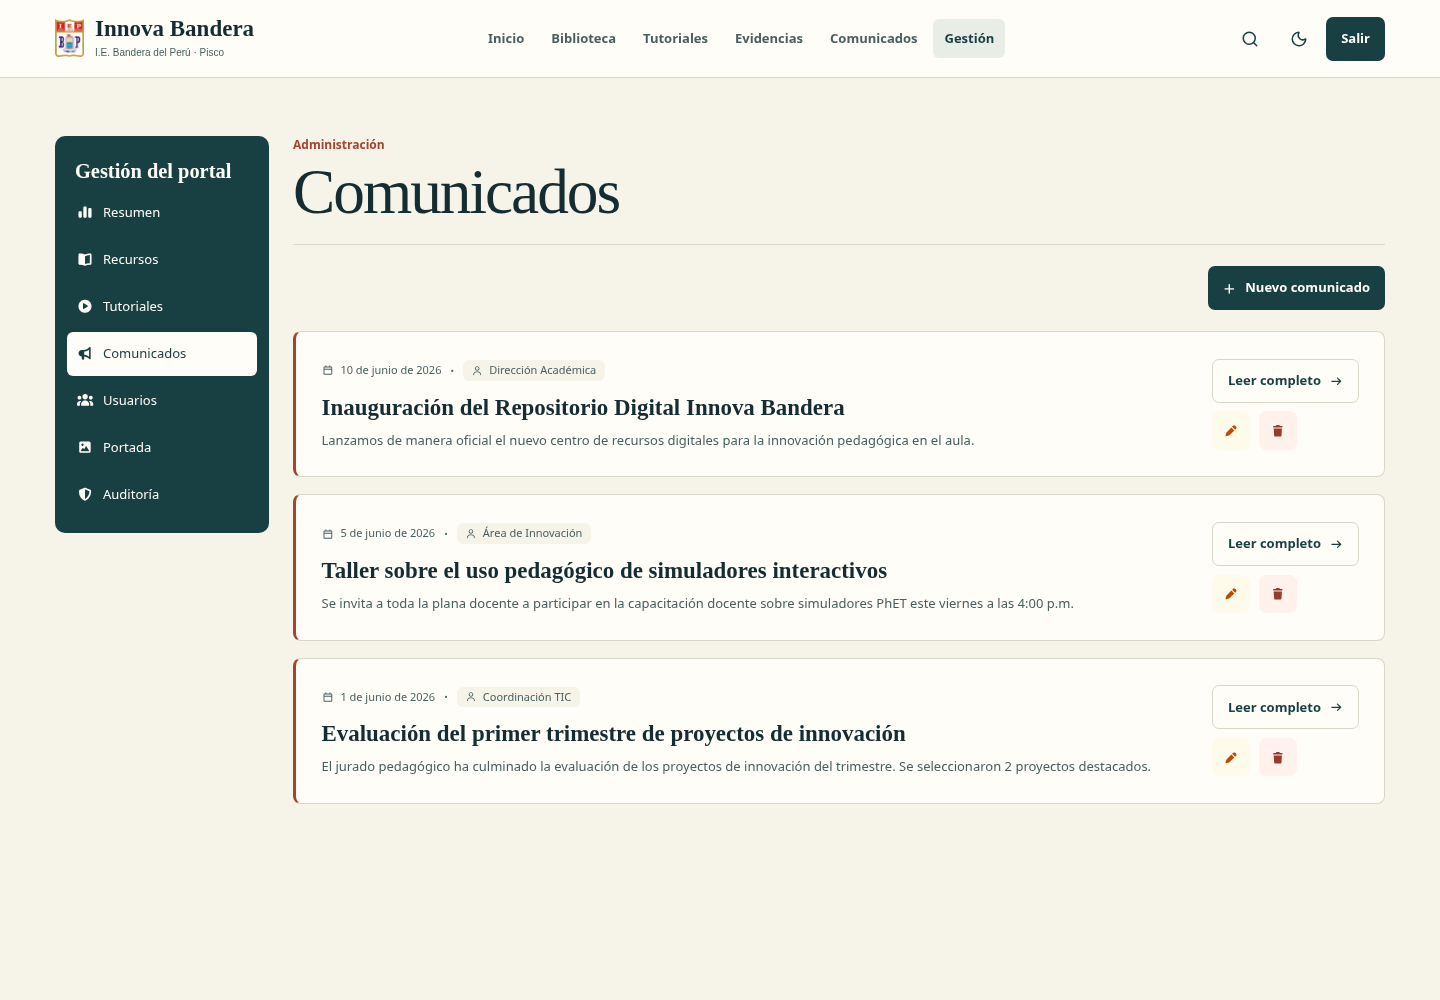 Innova Bandera
I.E. Bandera del Perú · Pisco
Inicio
Biblioteca
Tutoriales
Evidencias
Comunicados
Gestión
Salir
Gestión del portal
Resumen
Recursos
Tutoriales
Comunicados
Usuarios
Portada
Auditoría
Administración
Comunicados
+ Nuevo comunicado
10 de junio de 2026 • Dirección Académica
Inauguración del Repositorio Digital Innova Bandera
Lanzamos de manera oficial el nuevo centro de recursos digitales para la innovación pedagógica en el aula.
Leer completo →
5 de junio de 2026 • Área de Innovación
Taller sobre el uso pedagógico de simuladores interactivos
Se invita a toda la plana docente a participar en la capacitación docente sobre simuladores PhET este viernes a las 4:00 p.m.
Leer completo →
1 de junio de 2026 • Coordinación TIC
Evaluación del primer trimestre de proyectos de innovación
El jurado pedagógico ha culminado la evaluación de los proyectos de innovación del trimestre. Se seleccionaron 2 proyectos destacados.
Leer completo →